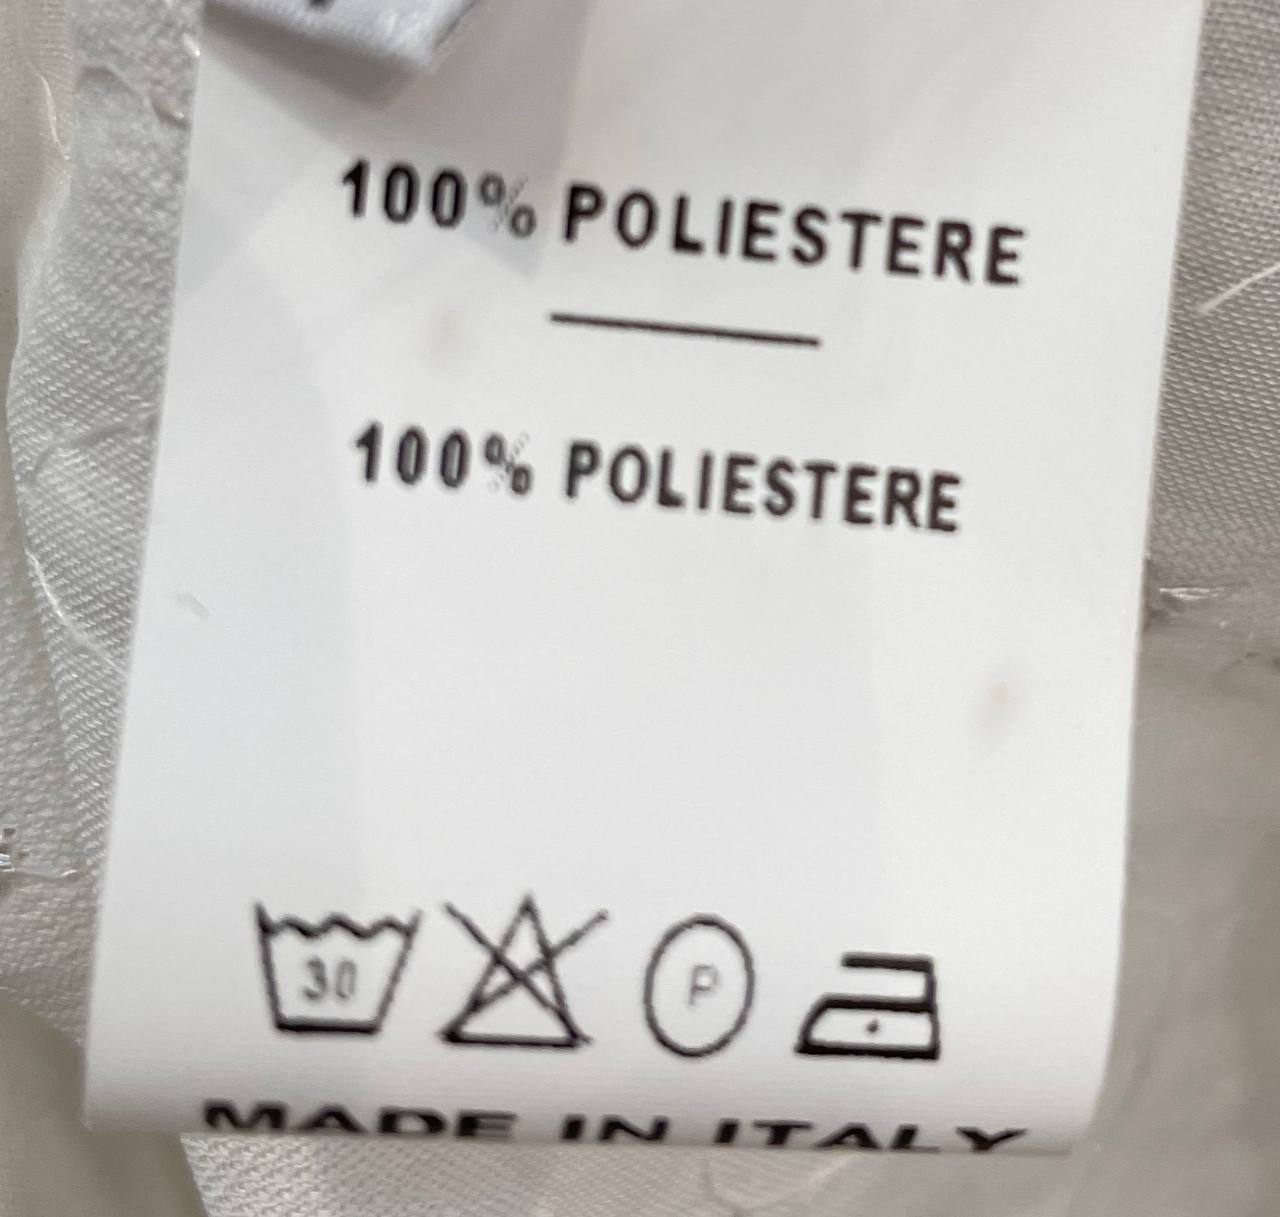 100% POLIESTERE
100% POLIESTERE
30 P
MADE IN ITALY